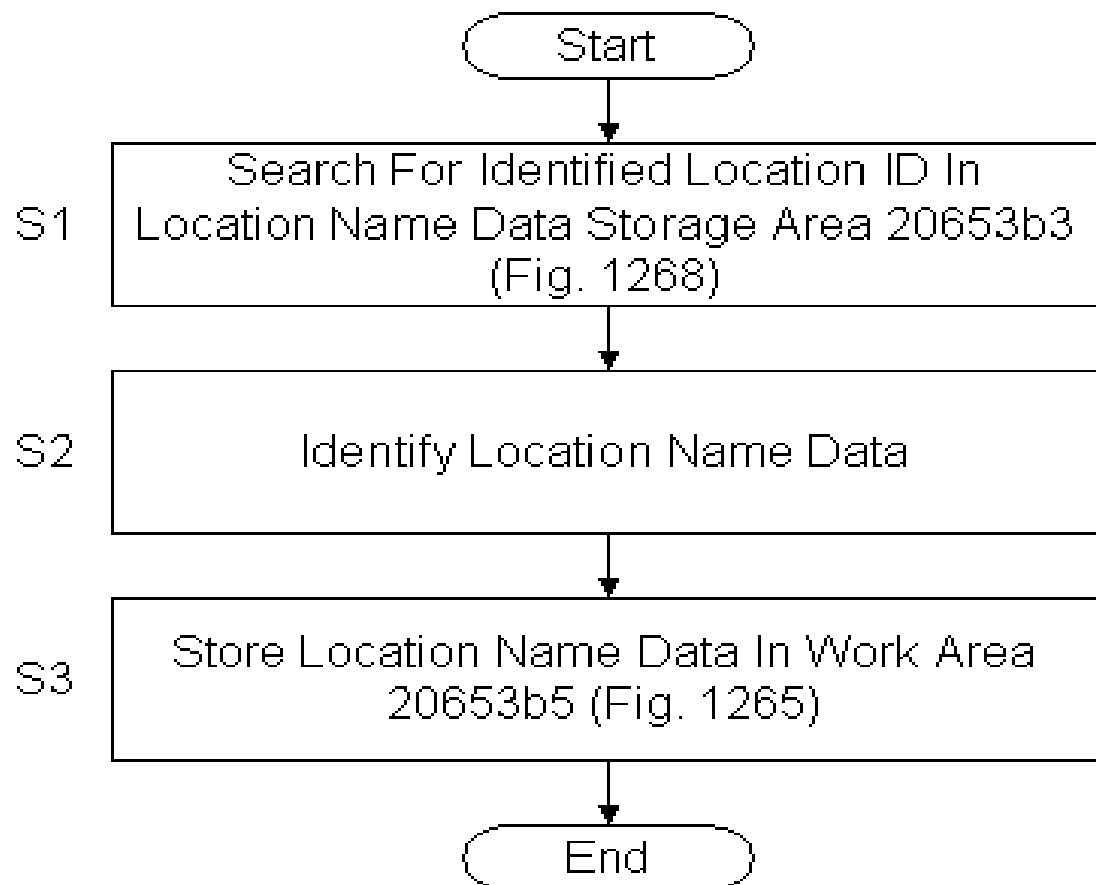 Start
S1
Search For Identified Location ID In
Location Name Data Storage Area 20653b3
(Fig. 1268)
S2
Identify Location Name Data
S3
Store Location Name Data In Work Area
20653b5 (Fig. 1265)
End